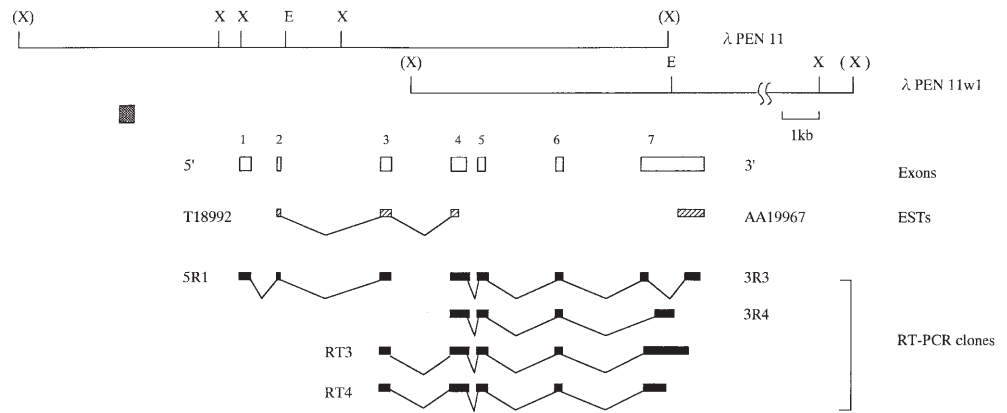 (X) X X E X (X) λ PEN 11
(X) E X (X) λ PEN 11w1
1kb
1 2 3 4 5 6 7
5' 3' Exons
T18992 AA19967 ESTs
5R1 3R3
3R4
RT-PCR clones
RT3
RT4